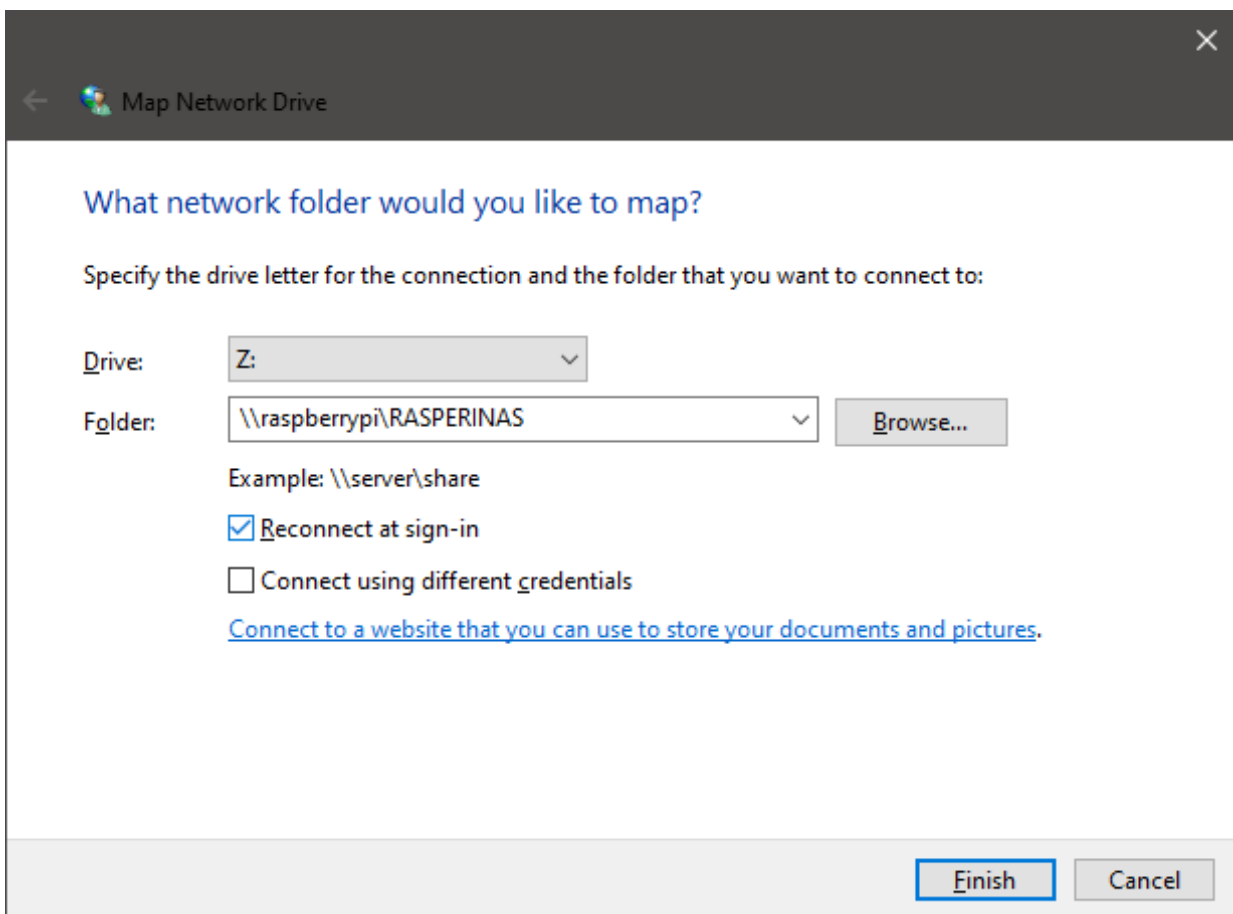 Map Network Drive
What network folder would you like to map?
Specify the drive letter for the connection and the folder that you want to connect to:
Drive: Z:
Folder: \\raspberrypi\RASPERINAS Browse...
Example: \\server\share
Reconnect at sign-in
Connect using different credentials
Connect to a website that you can use to store your documents and pictures.
Finish Cancel